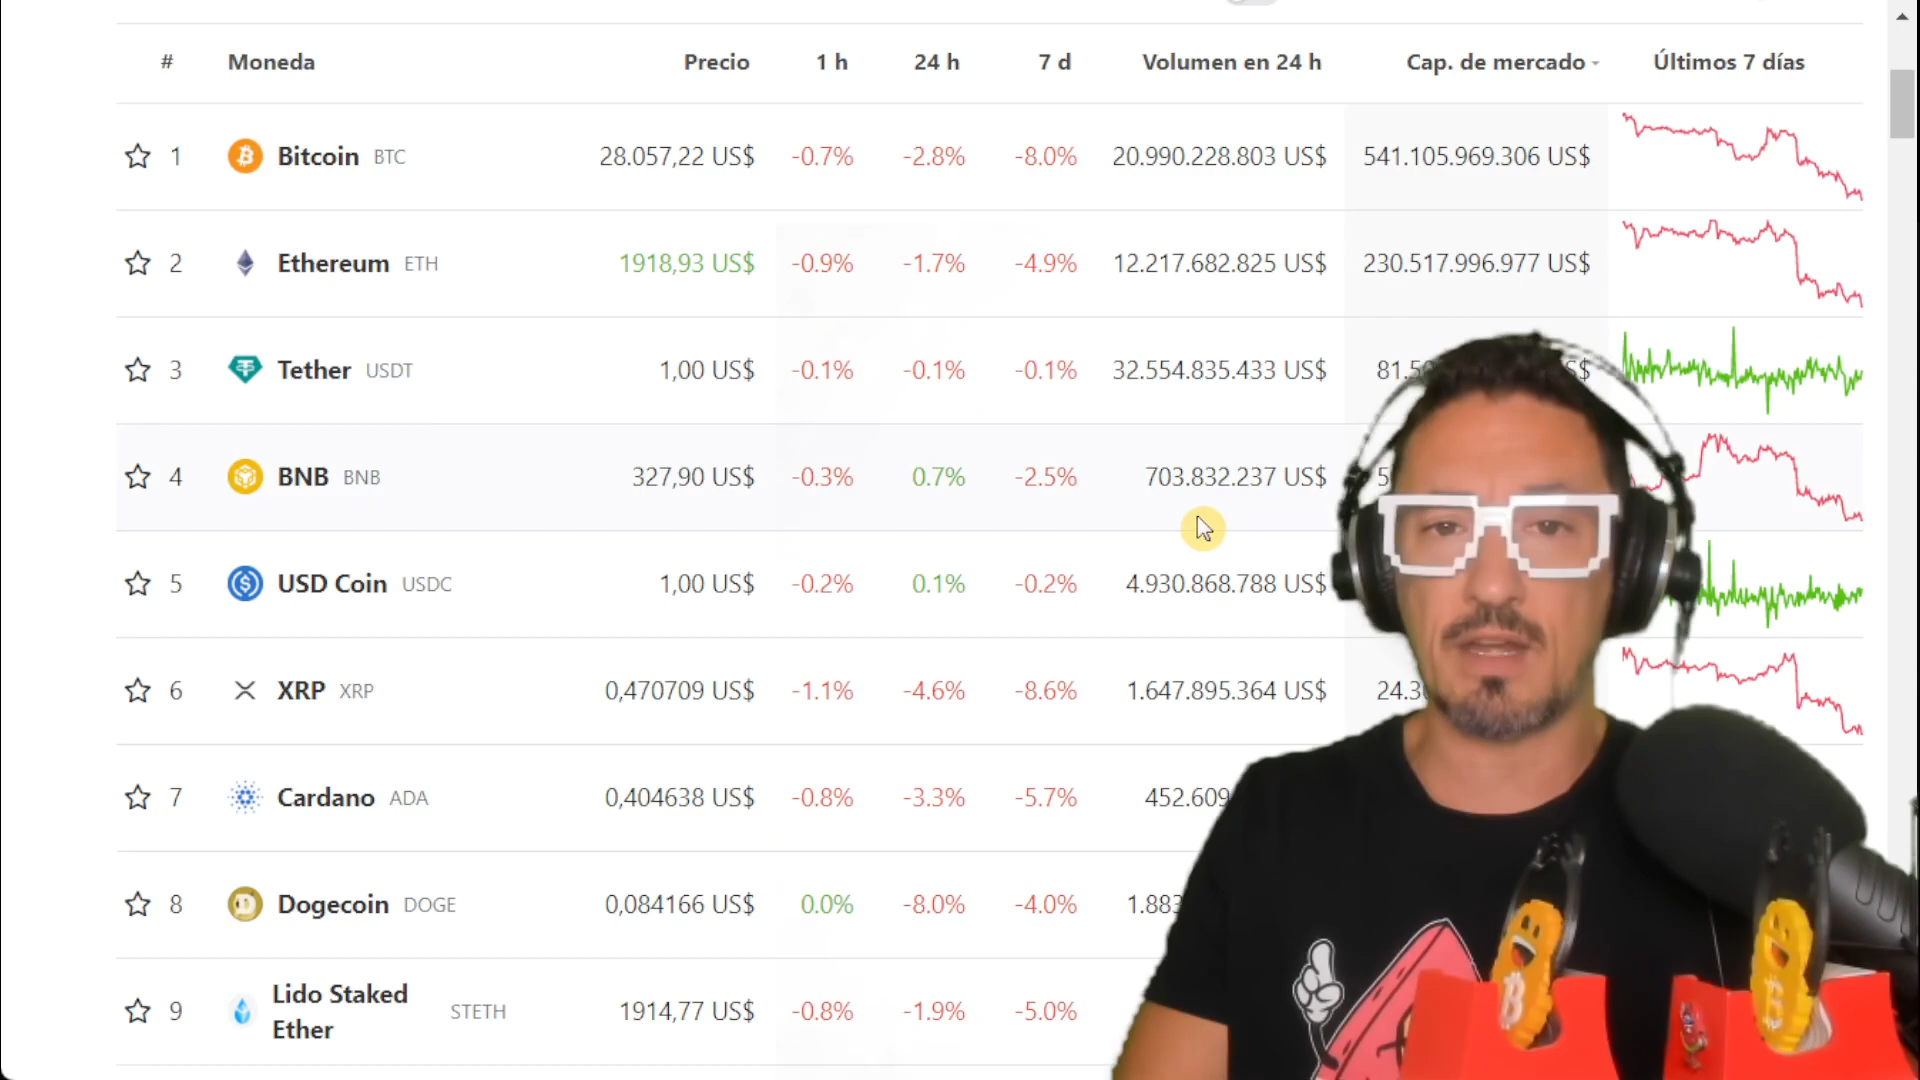 # Moneda Precio 1 h 24 h 7 d Volumen en 24 h Cap. de mercado Últimos 7 días
1 Bitcoin BTC 28.057,22 US$ -0.7% -2.8% -8.0% 20.990.228.803 US$ 541.105.969.306 US$
2 Ethereum ETH 1918,93 US$ -0.9% -1.7% -4.9% 12.217.682.825 US$ 230.517.996.977 US$
3 Tether USDT 1,00 US$ -0.1% -0.1% -0.1% 32.554.835.433 US$
4 BNB BNB 327,90 US$ -0.3% 0.7% -2.5% 703.832.237 US$
5 USD Coin USDC 1,00 US$ -0.2% 0.1% -0.2% 4.930.868.788 US$
6 XRP XRP 0,470709 US$ -1.1% -4.6% -8.6% 1.647.895.364 US$
7 Cardano ADA 0,404638 US$ -0.8% -3.3% -5.7% 452.609
8 Dogecoin DOGE 0,084166 US$ 0.0% -8.0% -4.0% 1.883
9 Lido Staked Ether STETH 1914,77 US$ -0.8% -1.9% -5.0%